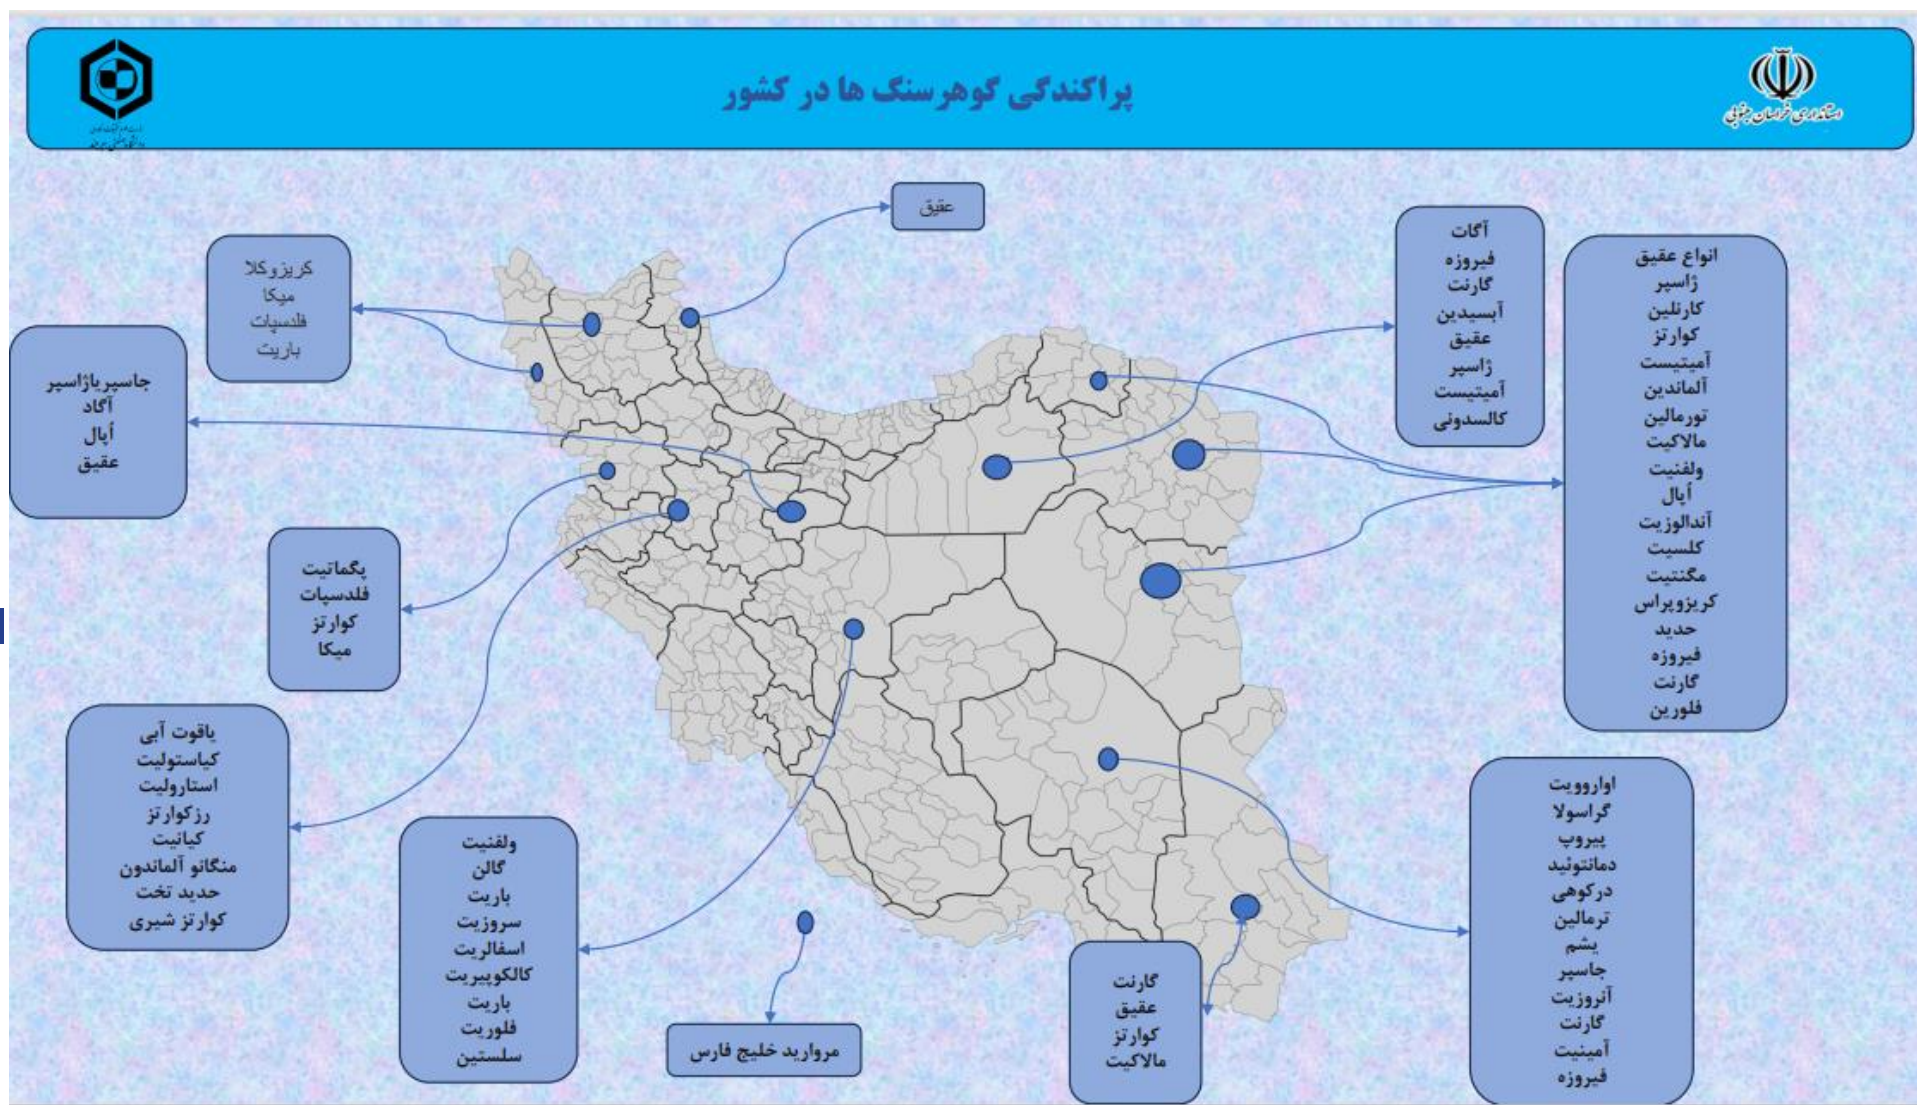 پراکندگی گوهرسنگ ها در کشور
استانداری خراسان جنوبی
عقیق
آگات
فیروزه
گارنت
آبسیدین
عقیق
ژاسپر
آمیتیست
کالسدونی
انواع عقیق
ژاسپر
کارنلین
کوارتز
آمیتیست
آلماندین
تورمالین
مالاکیت
ولفنیت
اُپال
آندالوزیت
کلسیت
مگنتیت
کریزوپراس
حدید
فیروزه
گارنت
فلورین
کریزوکلا
میکا
فلدسپات
باریت
جاسپریاژاسپر
آگاد
اُپال
عقیق
پگماتیت
فلدسپات
کوارتز
میکا
یاقوت آبی
کیاستولیت
استارولیت
رزکوارتز
کیانیت
منگانو آلماندون
حدید تخت
کوارتز شیری
ولفنیت
گالن
باریت
سروزیت
اسفالریت
کالکوپیریت
باریت
فلوریت
سلستین
مروارید خلیج فارس
گارنت
عقیق
کوارتز
مالاکیت
اواروویت
گراسولا
پیروپ
دمانتوئید
درکوهی
ترمالین
یشم
جاسپر
آنروزیت
گارنت
آمینیت
فیروزه